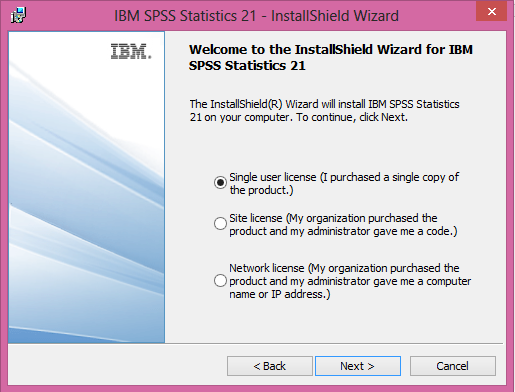 IBM SPSS Statistics 21 - InstallShield Wizard
IBM.
Welcome to the InstallShield Wizard for IBM
SPSS Statistics 21
The InstallShield(R) Wizard will install IBM SPSS Statistics
21 on your computer. To continue, click Next.
Single user license (I purchased a single copy of
the product.)
Site license (My organization purchased the
product and my administrator gave me a code.)
Network license (My organization purchased the
product and my administrator gave me a computer
name or IP address.)
< Back
Next >
Cancel